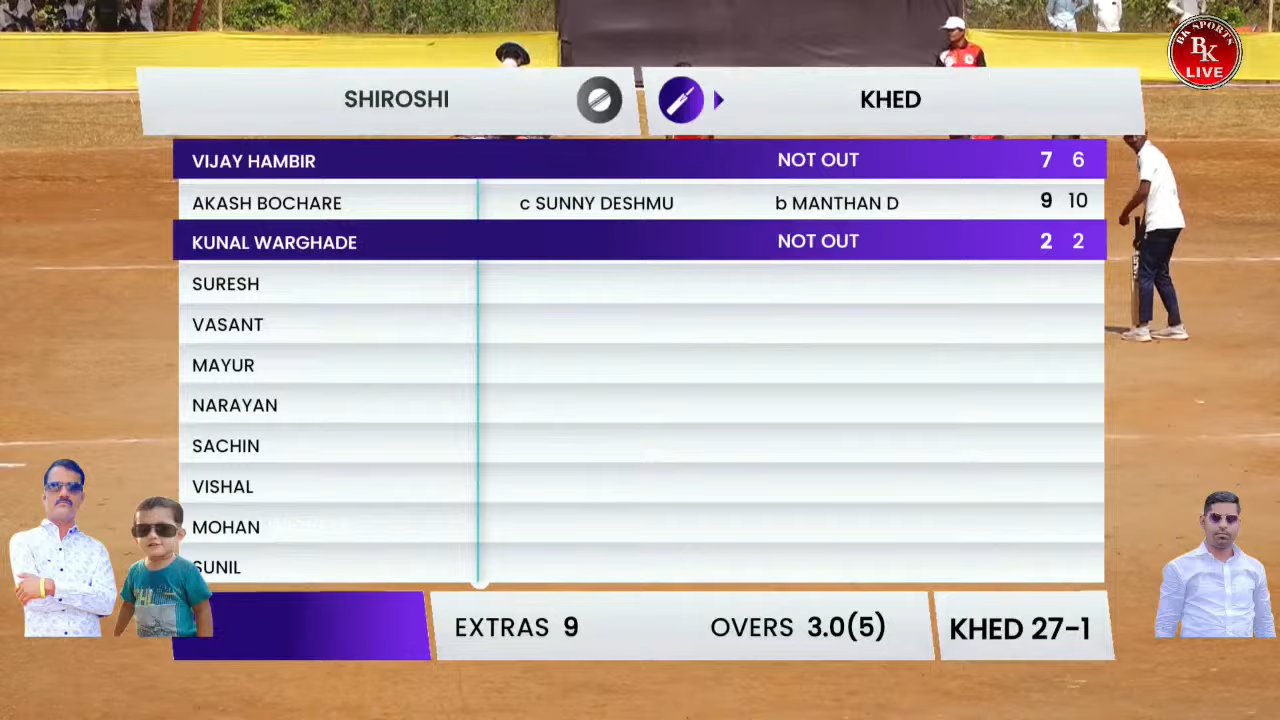 BK SPORTS
BK
LIVE
SHIROSHI
KHED
VIJAY HAMBIR NOT OUT 7 6
AKASH BOCHARE c SUNNY DESHMU b MANTHAN D 9 10
KUNAL WARGHADE NOT OUT 2 2
SURESH
VASANT
MAYUR
NARAYAN
SACHIN
VISHAL
MOHAN
SUNIL
EXTRAS 9 OVERS 3.0(5) KHED 27-1